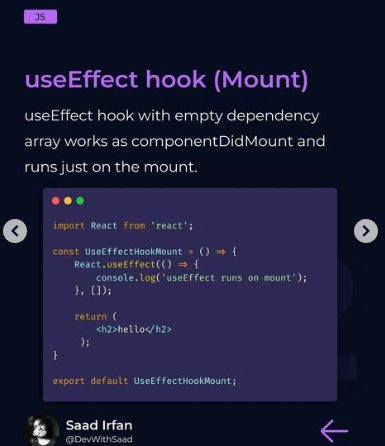 JS
useEffect hook (Mount)
useEffect hook with empty dependency
array works as componentDidMount and
runs just on the mount.
import React from 'react';
const UseEffectHookMount = () => {
    React.useEffect(() => {
        console.log('useEffect runs on mount');
    }, []);
    return (
        <h2>hello</h2>
     );
}
export default UseEffectHookMount;
Saad Irfan
@DevWithSaad